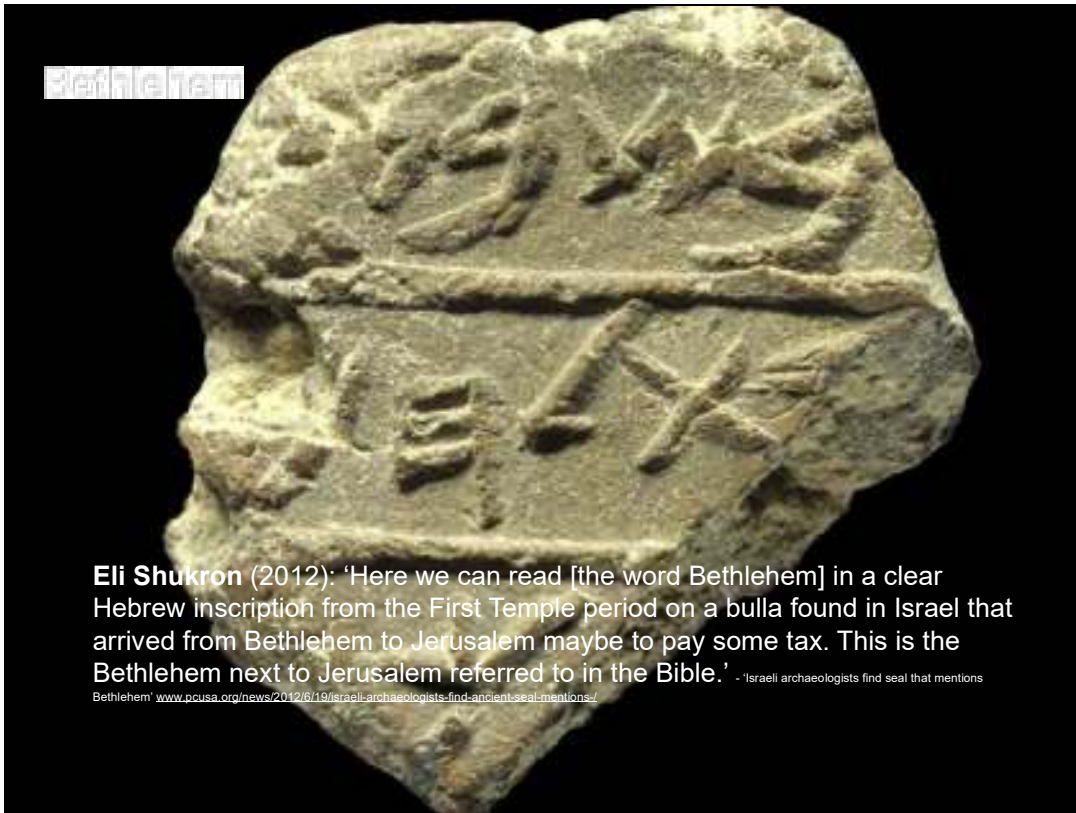 Bethlehem
Eli Shukron (2012): ‘Here we can read [the word Bethlehem] in a clear
Hebrew inscription from the First Temple period on a bulla found in Israel that
arrived from Bethlehem to Jerusalem maybe to pay some tax. This is the
Bethlehem next to Jerusalem referred to in the Bible.’ - ‘Israeli archaeologists find seal that mentions
Bethlehem’ www.pcusa.org/news/2012/6/19/israeli-archaeologists-find-ancient-seal-mentions-/